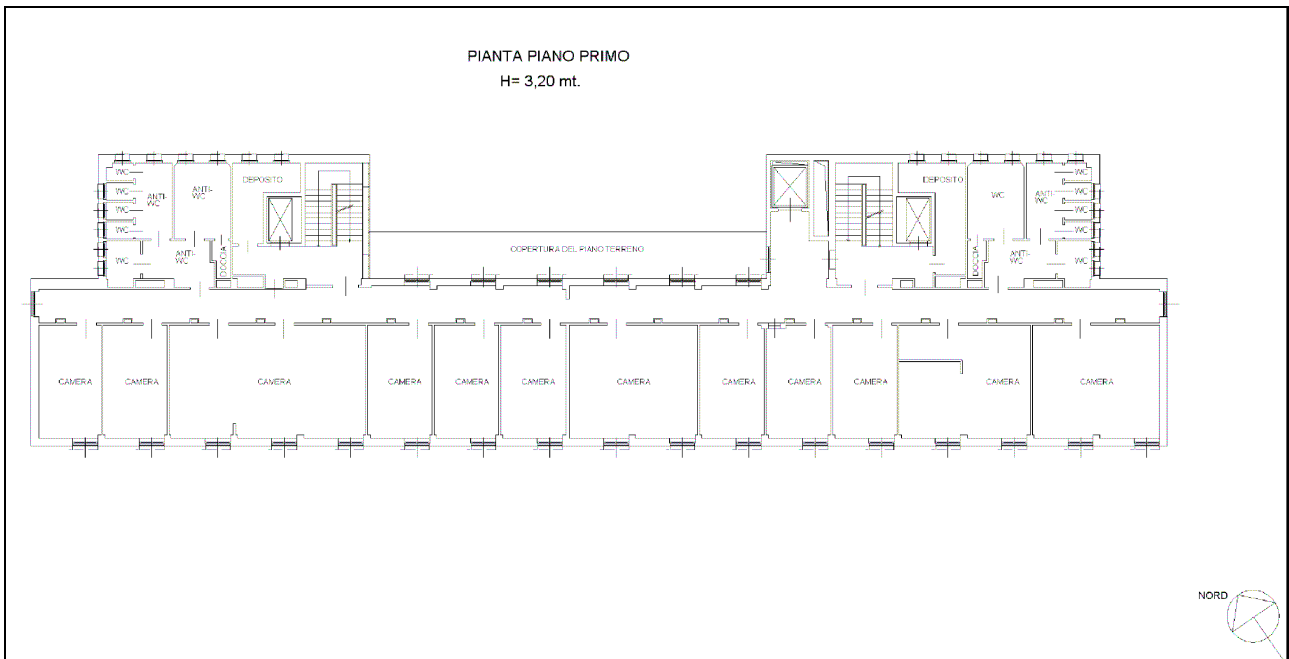 PIANTA PIANO PRIMO
H= 3,20 mt.
WC
WC
WC
WC
WC
ANTI-
WC
WC
ANTI-
WC
DOCCIA
DEPOSITO
COPERTURA DEL PIANO TERRENO
DEPOSITO
WC
ANTI-
WC
WC
WC
WC
WC
DOCCIA
ANTI-
WC
WC
CAMERA
CAMERA
CAMERA
CAMERA
CAMERA
CAMERA
CAMERA
CAMERA
CAMERA
CAMERA
CAMERA
CAMERA
NORD